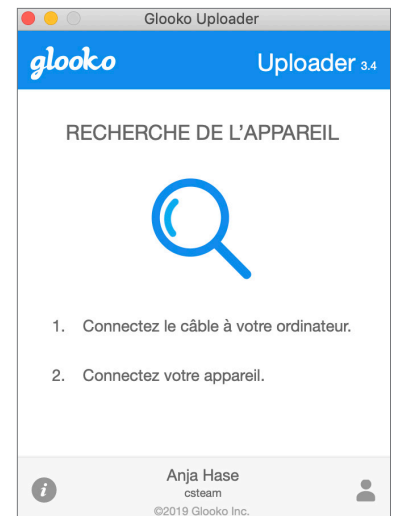 Glooko Uploader
glooko
Uploader 3.4
RECHERCHE DE L'APPAREIL
1. Connectez le câble à votre ordinateur.
2. Connectez votre appareil.
i
Anja Hase
csteam
©2019 Glooko Inc.